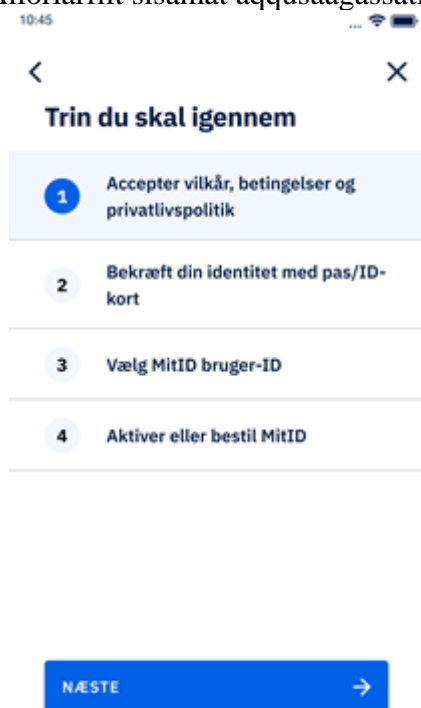 sisamat
10:45
Trin du skal igennem
1 Accepter vilkår, betingelser og
privatlivspolitik
2 Bekræft din identitet med pas/ID-
kort
3 Vælg MitID bruger-ID
4 Aktiver eller bestil MitID
NÆSTE